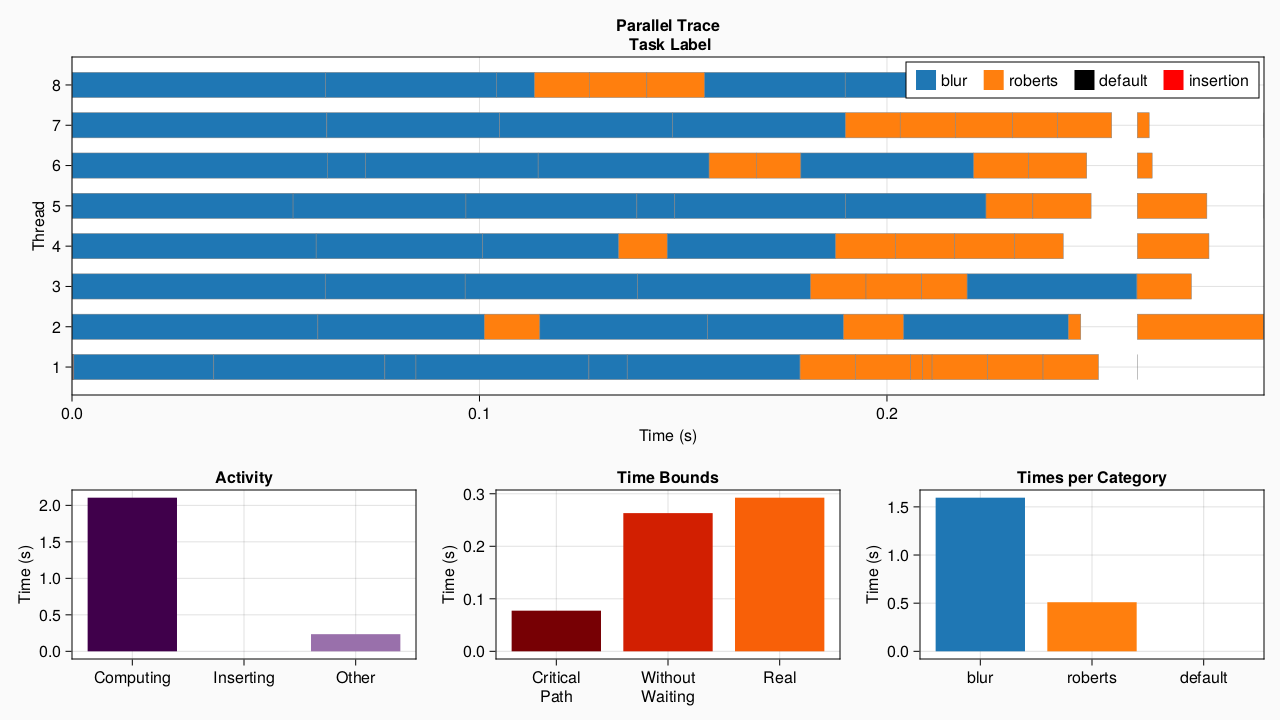 Parallel Trace
Task Label
Thread
8
7
6
5
4
3
2
1
blur
roberts
default
insertion
0.0
0.1
0.2
Time (s)
Activity
Time (s)
2.0
1.5
1.0
0.5
0.0
Computing
Inserting
Other
Time Bounds
Time (s)
0.3
0.2
0.1
0.0
Critical
Path
Without
Waiting
Real
Times per Category
Time (s)
1.5
1.0
0.5
0.0
blur
roberts
default